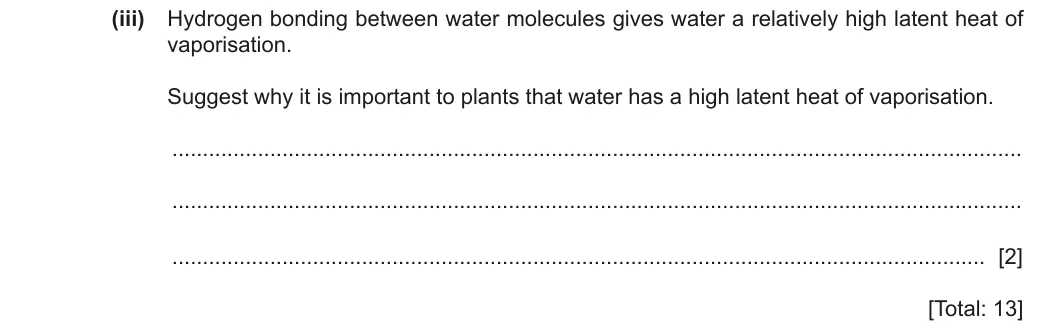 (iii) Hydrogen bonding between water molecules gives water a relatively high latent heat of
vaporisation.
Suggest why it is important to plants that water has a high latent heat of vaporisation.
..........................................................................................................................................
..........................................................................................................................................
.................................................................................................................................... [2]
[Total: 13]